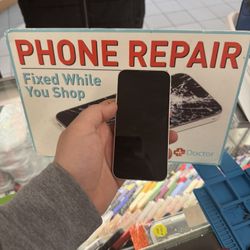 PHONE REPAIR
Fixed While
You Shop
Doctor